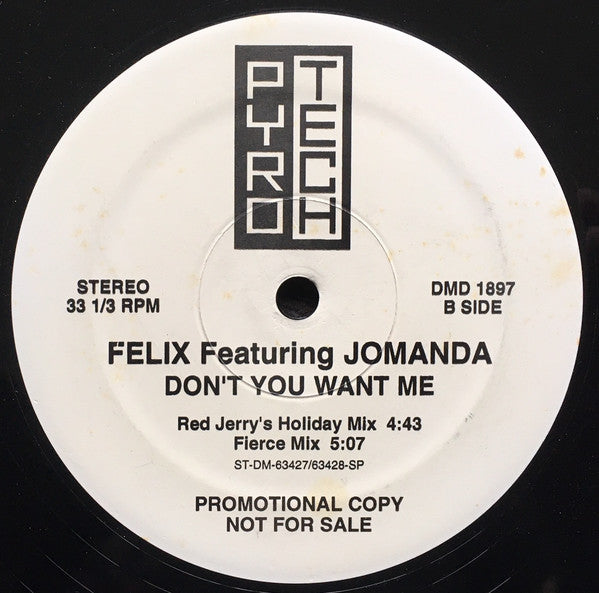 PYRO
TECH
STEREO
33 1/3 RPM
DMD 1897
B SIDE
FELIX Featuring JOMANDA
DON'T YOU WANT ME
Red Jerry's Holiday Mix 4:43
Fierce Mix 5:07
ST-DM-63427/63428-SP
PROMOTIONAL COPY
NOT FOR SALE